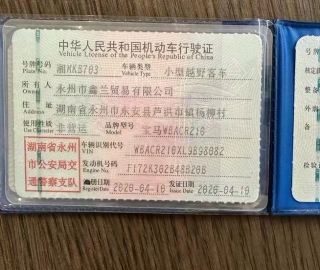 中华人民共和国机动车行驶证
Vehicle License of the People's Republic of China
号牌号码 湘MKB763 车辆类型 小型越野客车
Plate No. Vehicle Type
所有人 永州市鑫兰贸易有限公司
Owner
住址 湖南省永州市东安县芦洪市镇杨柳村
Address
使用性质 非营运 品牌型号 宝马WBACR216
Use Character Model
湖南省永州
市公安局交
通警察支队
车辆识别代号
VIN WBACR216XL9B98082
发动机号码
Engine No. F172K362B48B20B
注册日期 2020-04-10 发证日期 2020-04-10
Register Date Issue Date